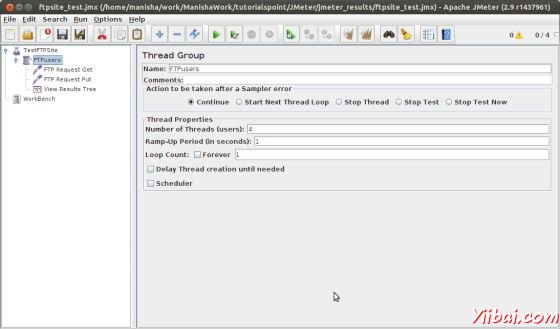 ftpsite_test.jmx (/home/manisha/work/ManishaWork/tutorialspoint/JMeter/jmeter_results/ftpsite_test.jmx) - Apache JMeter (2.9 r1437961)
File Edit Search Run Options Help
0 0 / 4
TestFTPSite
FTPusers
FTP Request Get
FTP Request Put
View Results Tree
WorkBench
Thread Group
Name: FTPusers
Comments:
Action to be taken after a Sampler error
Continue Start Next Thread Loop Stop Thread Stop Test Stop Test Now
Thread Properties
Number of Threads (users): 4
Ramp-Up Period (in seconds): 1
Loop Count: Forever 1
Delay Thread creation until needed
Scheduler
Yiibai.com